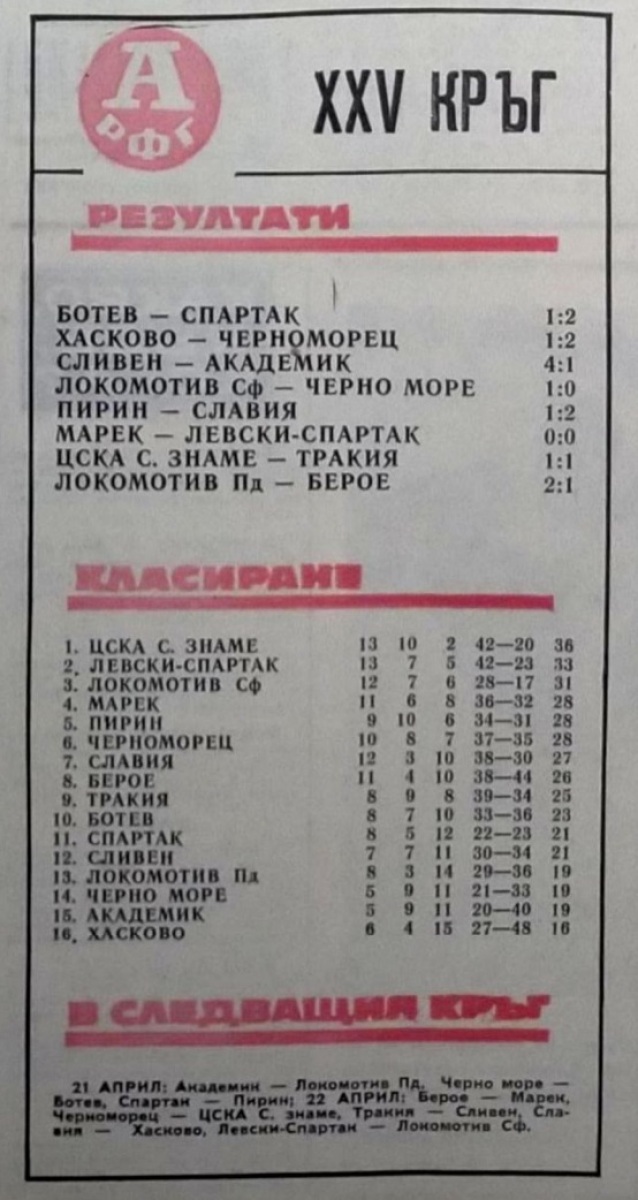 А
РФГ
XXV КРЪГ
РЕЗУЛТАТИ
БОТЕВ — СПАРТАК 1:2
ХАСКОВО — ЧЕРНОМОРЕЦ 1:2
СЛИВЕН — АКАДЕМИК 4:1
ЛОКОМОТИВ Сф — ЧЕРНО МОРЕ 1:0
ПИРИН — СЛАВИЯ 1:2
МАРЕК — ЛЕВСКИ-СПАРТАК 0:0
ЦСКА С. ЗНАМЕ — ТРАКИЯ 1:1
ЛОКОМОТИВ Пд — БЕРОЕ 2:1
КЛАСИРАНЕ
1. ЦСКА С. ЗНАМЕ 13 10 2 42—20 36
2. ЛЕВСКИ-СПАРТАК 13 7 5 42—23 33
3. ЛОКОМОТИВ Сф 12 7 6 28—17 31
4. МАРЕК 11 6 8 36—32 28
5. ПИРИН 9 10 6 34—31 28
6. ЧЕРНОМОРЕЦ 10 8 7 37—35 28
7. СЛАВИЯ 12 3 10 38—30 27
8. БЕРОЕ 11 4 10 38—44 26
9. ТРАКИЯ 8 9 8 39—34 25
10. БОТЕВ 8 7 10 33—36 23
11. СПАРТАК 8 5 12 22—23 21
12. СЛИВЕН 7 7 11 30—34 21
13. ЛОКОМОТИВ Пд 8 3 14 29—36 19
14. ЧЕРНО МОРЕ 5 9 11 21—33 19
15. АКАДЕМИК 5 9 11 20—40 19
16. ХАСКОВО 6 4 15 27—48 16
В СЛЕДВАЩИЯ КРЪГ
21 АПРИЛ: Академик — Локомотив Пд, Черно море —
Ботев, Спартак — Пирин; 22 АПРИЛ: Берое — Марек,
Черноморец — ЦСКА С. знаме, Тракия — Сливен, Сла-
вия — Хасково, Левски-Спартак — Локомотив Сф.